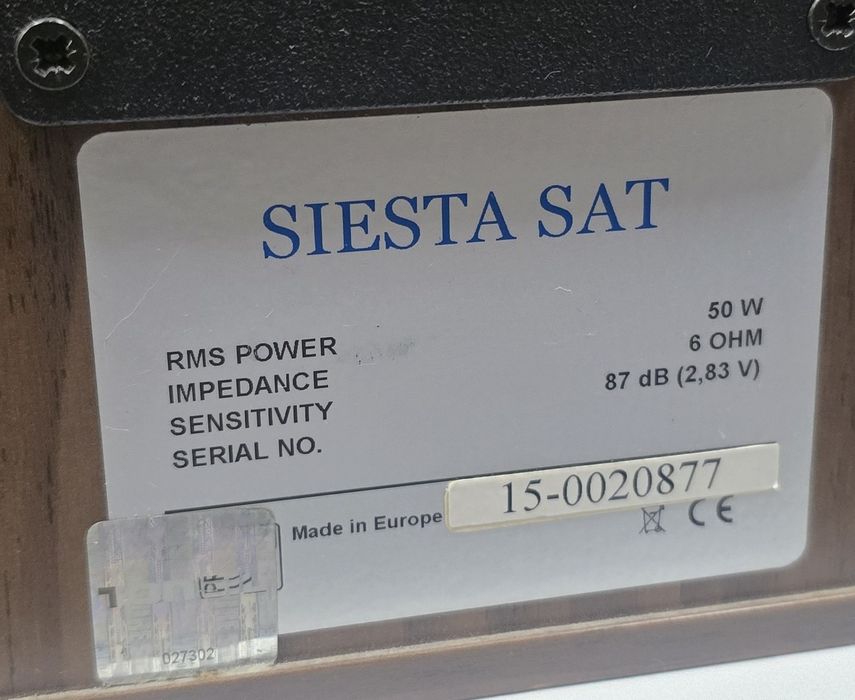 SIESTA SAT
RMS POWER 50 W
IMPEDANCE 6 OHM
SENSITIVITY 87 dB (2,83 V)
SERIAL NO. 15-0020877
Made in Europe
CE
027302